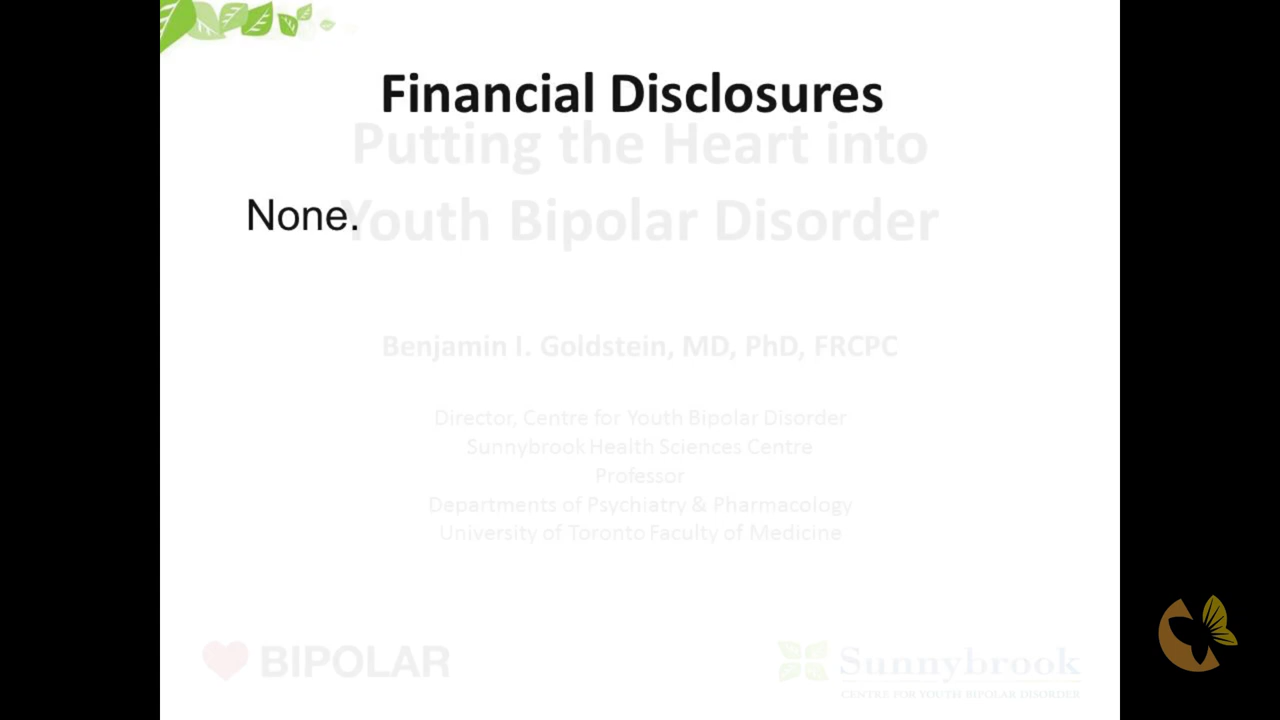 Financial Disclosures
Putting the Heart into
None.
Youth Bipolar Disorder
Benjamin I. Goldstein, MD, PhD, FRCPC
Director, Centre for Youth Bipolar Disorder
Sunnybrook Health Sciences Centre
Professor
Departments of Psychiatry & Pharmacology
University of Toronto Faculty of Medicine
BIPOLAR
Sunnybrook
CENTRE FOR YOUTH BIPOLAR DISORDER